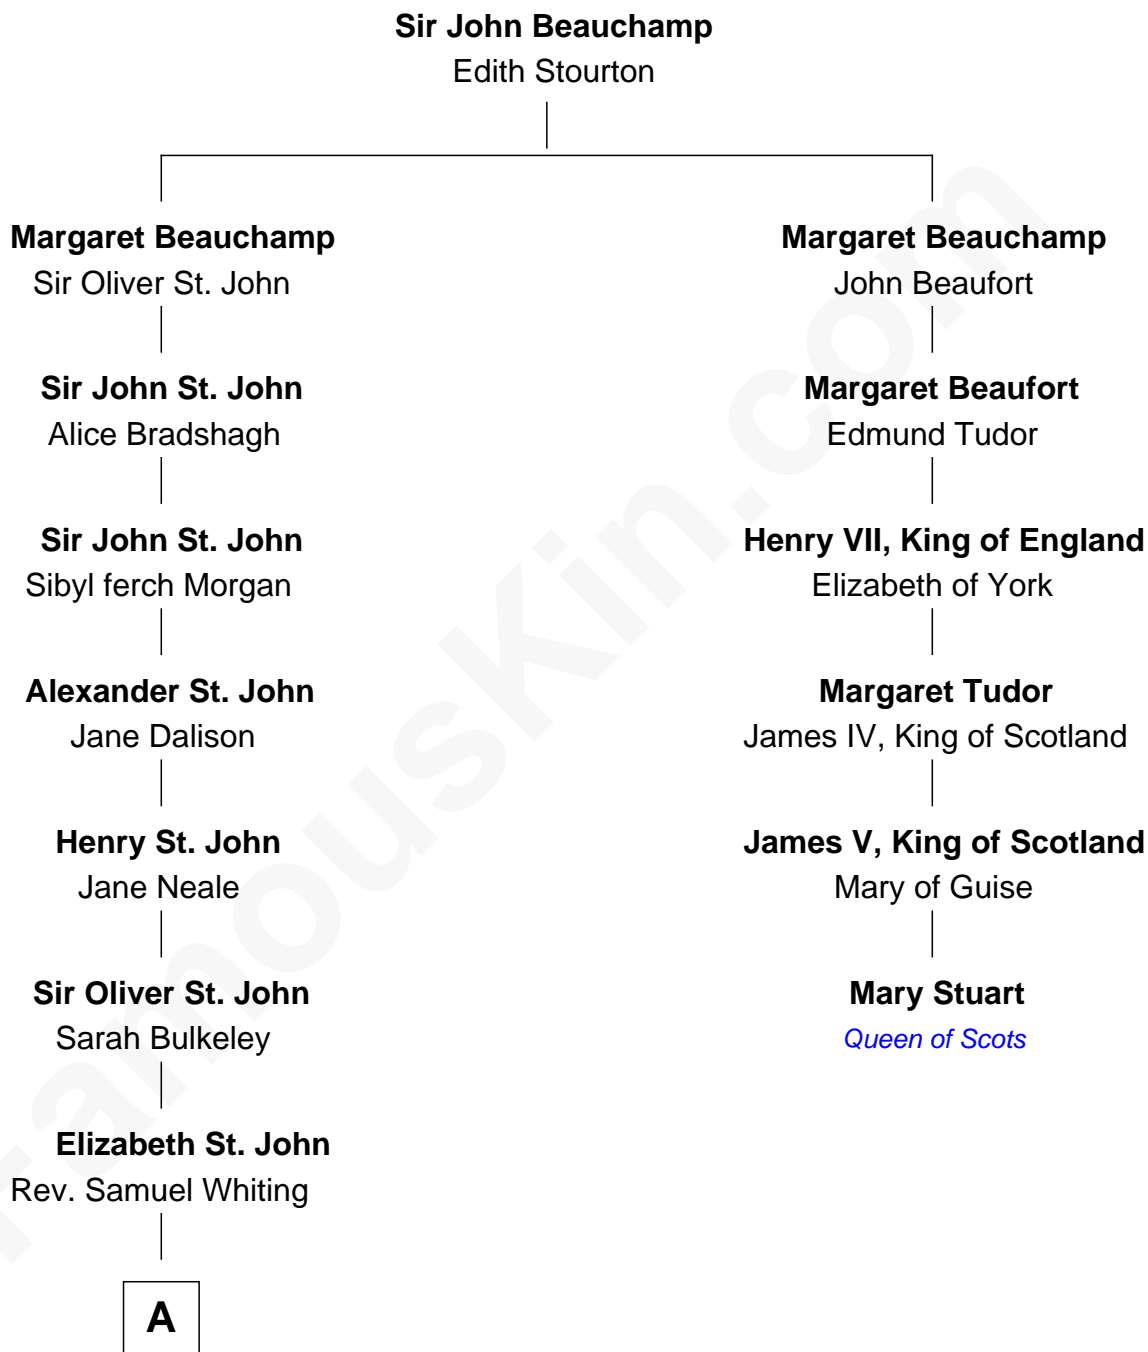 Sir John Beauchamp
Edith Stourton
Margaret Beauchamp
Sir Oliver St. John
Sir John St. John
Alice Bradshagh
Sir John St. John
Sibyl ferch Morgan
Alexander St. John
Jane Dalison
Henry St. John
Jane Neale
Sir Oliver St. John
Sarah Bulkeley
Elizabeth St. John
Rev. Samuel Whiting
A
Margaret Beauchamp
John Beaufort
Margaret Beaufort
Edmund Tudor
Henry VII, King of England
Elizabeth of York
Margaret Tudor
James IV, King of Scotland
James V, King of Scotland
Mary of Guise
Mary Stuart
Queen of Scots
FamousKin.com